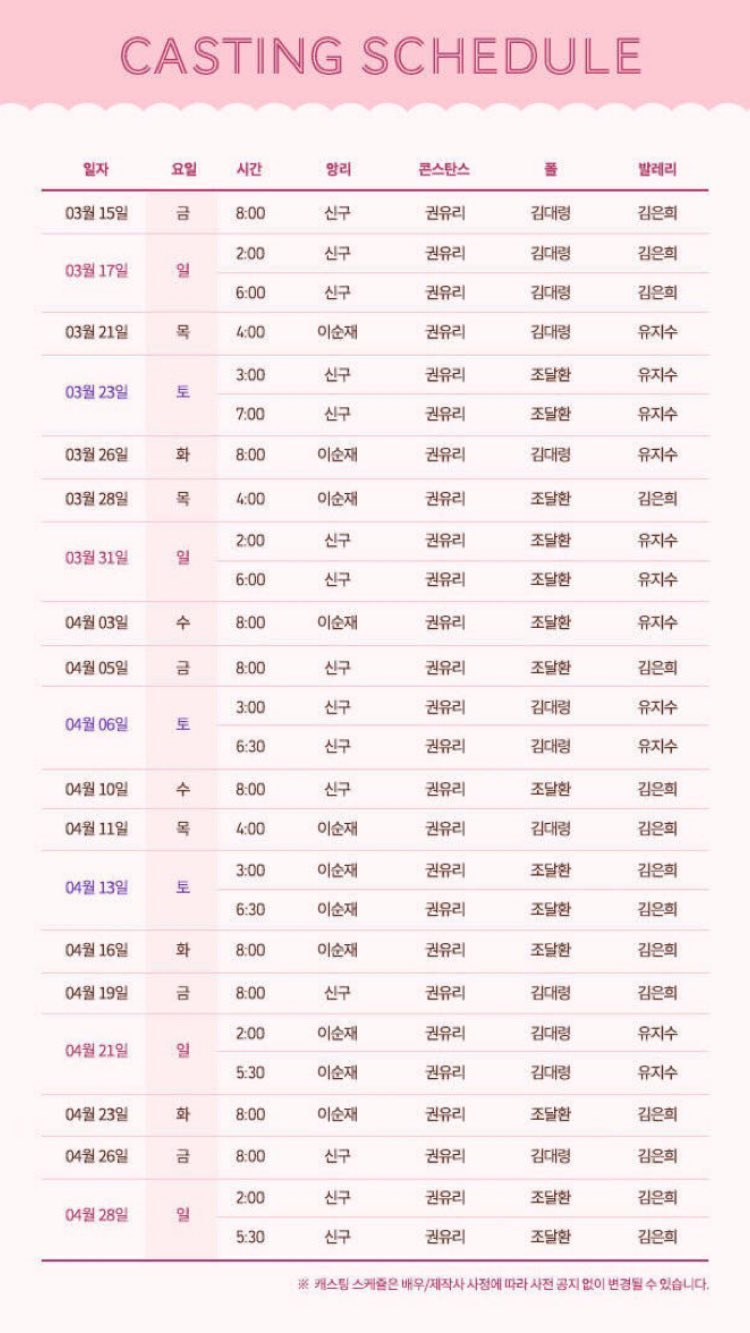 CASTING SCHEDULE
일자 요일 시간 앙리 콘스탄스 폴 발레리
03월 15일 금 8:00 신구 권유리 김대령 김은희
03월 17일 일 2:00 신구 권유리 김대령 김은희
6:00 신구 권유리 김대령 김은희
03월 21일 목 4:00 이순재 권유리 김대령 유지수
03월 23일 토 3:00 신구 권유리 조달환 유지수
7:00 신구 권유리 조달환 유지수
03월 26일 화 8:00 이순재 권유리 김대령 유지수
03월 28일 목 4:00 이순재 권유리 조달환 김은희
03월 31일 일 2:00 신구 권유리 조달환 유지수
6:00 신구 권유리 조달환 유지수
04월 03일 수 8:00 이순재 권유리 조달환 유지수
04월 05일 금 8:00 신구 권유리 조달환 김은희
04월 06일 토 3:00 신구 권유리 김대령 유지수
6:30 신구 권유리 김대령 유지수
04월 10일 수 8:00 신구 권유리 조달환 김은희
04월 11일 목 4:00 이순재 권유리 김대령 김은희
04월 13일 토 3:00 이순재 권유리 조달환 김은희
6:30 이순재 권유리 조달환 김은희
04월 16일 화 8:00 이순재 권유리 조달환 김은희
04월 19일 금 8:00 신구 권유리 김대령 김은희
04월 21일 일 2:00 이순재 권유리 김대령 유지수
5:30 이순재 권유리 김대령 유지수
04월 23일 화 8:00 이순재 권유리 조달환 김은희
04월 26일 금 8:00 신구 권유리 김대령 김은희
04월 28일 일 2:00 신구 권유리 조달환 김은희
5:30 신구 권유리 조달환 김은희
※ 캐스팅 스케쥴은 배우/제작사 사정에 따라 사전 공지 없이 변경될 수 있습니다.